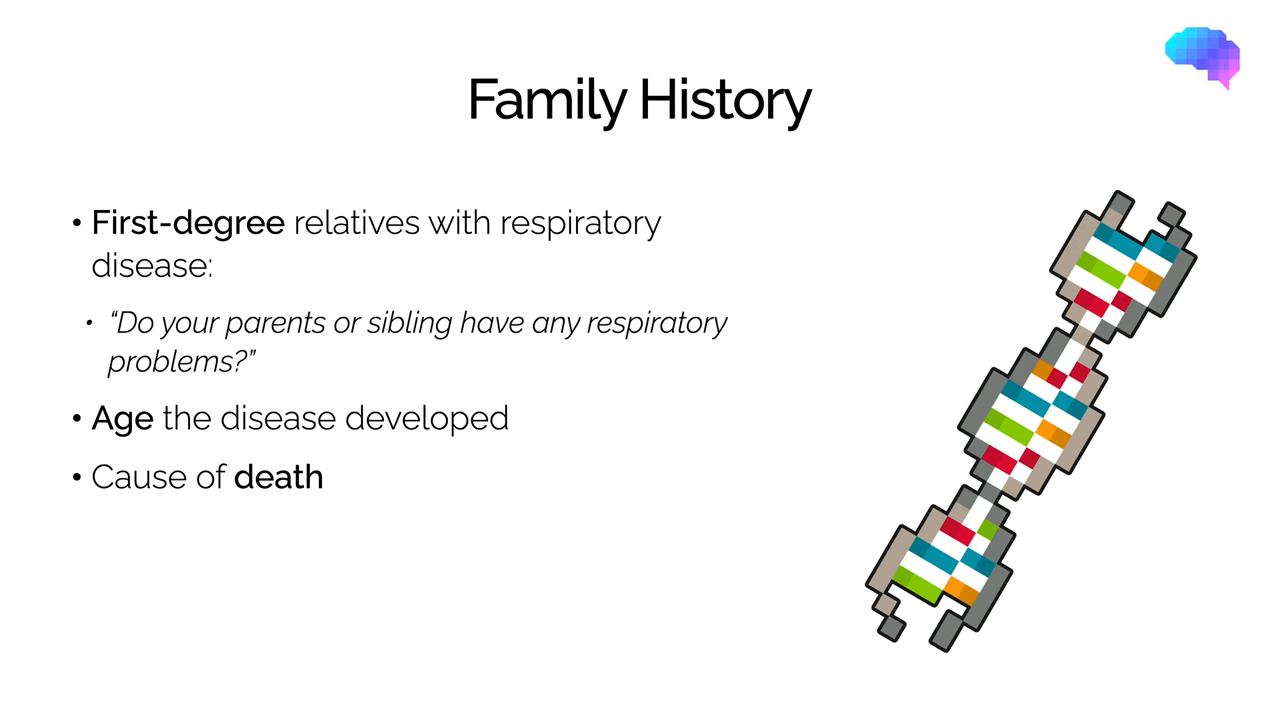 Family History
• First-degree relatives with respiratory
disease:
• “Do your parents or sibling have any respiratory
problems?”
• Age the disease developed
• Cause of death